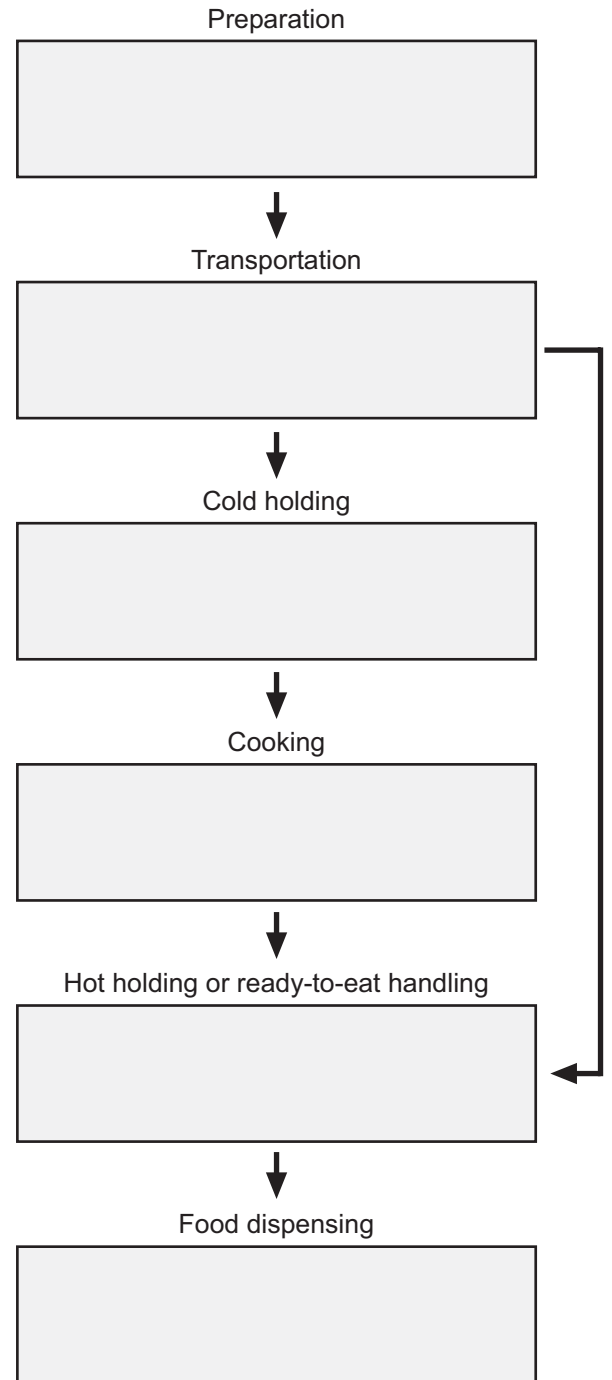 Preparation
Transportation
Cold holding
Cooking
Hot holding or ready-to-eat handling
Food dispensing